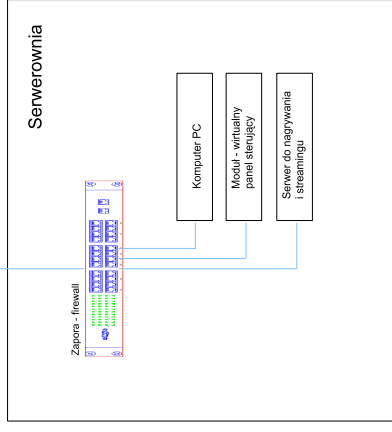 Serwerownia
Zapora - firewall
Komputer PC
Moduł - wirtualny
panel sterujący
Serwer do nagrywania
i streamingu